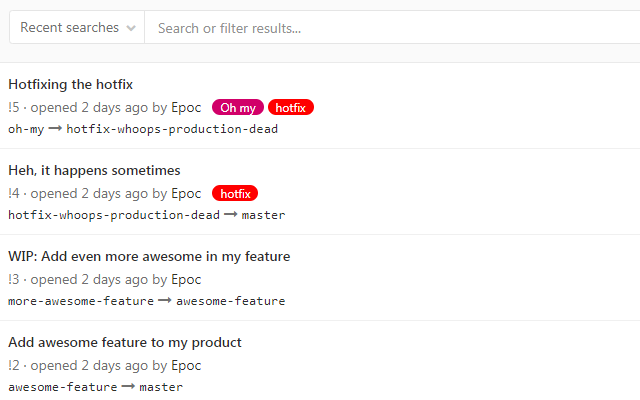 Recent searches Search or filter results...
Hotfixing the hotfix
!5 · opened 2 days ago by Epoc Oh my hotfix
oh-my → hotfix-whoops-production-dead
Heh, it happens sometimes
!4 · opened 2 days ago by Epoc hotfix
hotfix-whoops-production-dead → master
WIP: Add even more awesome in my feature
!3 · opened 2 days ago by Epoc
more-awesome-feature → awesome-feature
Add awesome feature to my product
!2 · opened 2 days ago by Epoc
awesome-feature → master